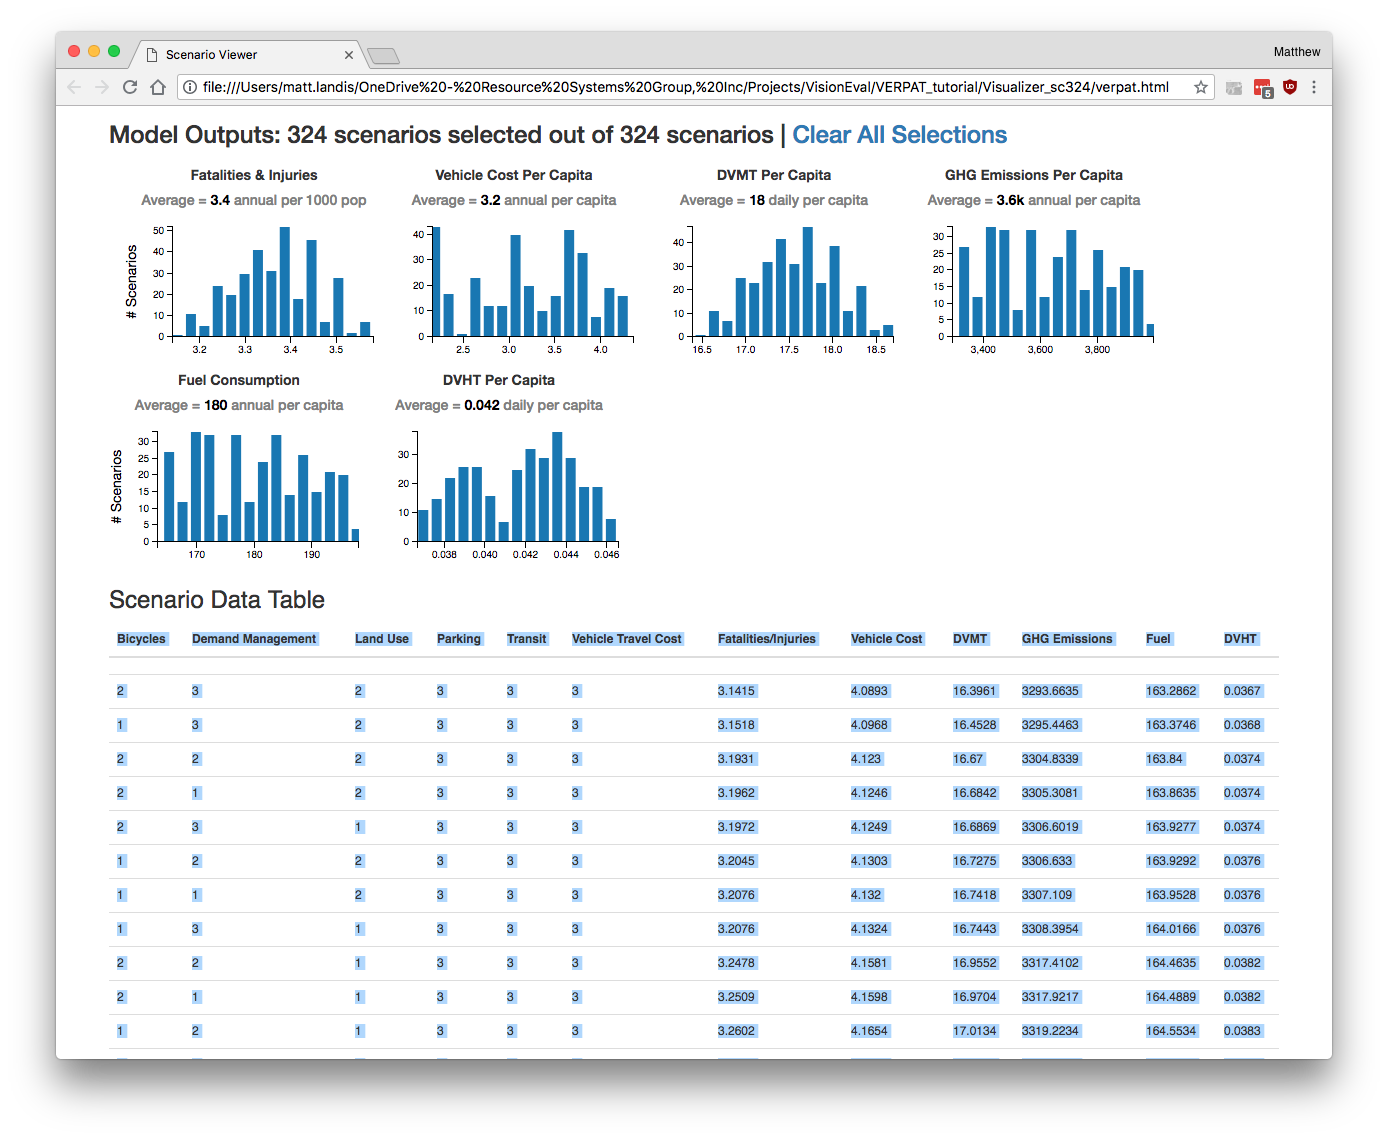 Scenario Viewer
Matthew
file:///Users/matt.landis/OneDrive%20-%20Resource%20Systems%20Group,%20Inc/Projects/VisionEval/VERPAT_tutorial/Visualizer_sc324/verpat.html
5
Model Outputs: 324 scenarios selected out of 324 scenarios | Clear All Selections
Fatalities & Injuries
Average = 3.4 annual per 1000 pop
# Scenarios
50
40
30
20
10
0
3.2 3.3 3.4 3.5
Vehicle Cost Per Capita
Average = 3.2 annual per capita
40
30
20
10
0
2.5 3.0 3.5 4.0
DVMT Per Capita
Average = 18 daily per capita
40
30
20
10
0
16.5 17.0 17.5 18.0 18.5
GHG Emissions Per Capita
Average = 3.6k annual per capita
30
25
20
15
10
5
0
3,400 3,600 3,800
Fuel Consumption
Average = 180 annual per capita
# Scenarios
30
25
20
15
10
5
0
170 180 190
DVHT Per Capita
Average = 0.042 daily per capita
30
20
10
0
0.038 0.040 0.042 0.044 0.046
Scenario Data Table
Bicycles Demand Management Land Use Parking Transit Vehicle Travel Cost Fatalities/Injuries Vehicle Cost DVMT GHG Emissions Fuel DVHT
2 3 2 3 3 3 3.1415 4.0893 16.3961 3293.6635 163.2862 0.0367
1 3 2 3 3 3 3.1518 4.0968 16.4528 3295.4463 163.3746 0.0368
2 2 2 3 3 3 3.1931 4.123 16.67 3304.8339 163.84 0.0374
2 1 2 3 3 3 3.1962 4.1246 16.6842 3305.3081 163.8635 0.0374
2 3 1 3 3 3 3.1972 4.1249 16.6869 3306.6019 163.9277 0.0374
1 2 2 3 3 3 3.2045 4.1303 16.7275 3306.633 163.9292 0.0376
1 1 2 3 3 3 3.2076 4.132 16.7418 3307.109 163.9528 0.0376
1 3 1 3 3 3 3.2076 4.1324 16.7443 3308.3954 164.0166 0.0376
2 2 1 3 3 3 3.2478 4.1581 16.9552 3317.4102 164.4635 0.0382
2 1 1 3 3 3 3.2509 4.1598 16.9704 3317.9217 164.4889 0.0382
1 2 1 3 3 3 3.2602 4.1654 17.0134 3319.2234 164.5534 0.0383